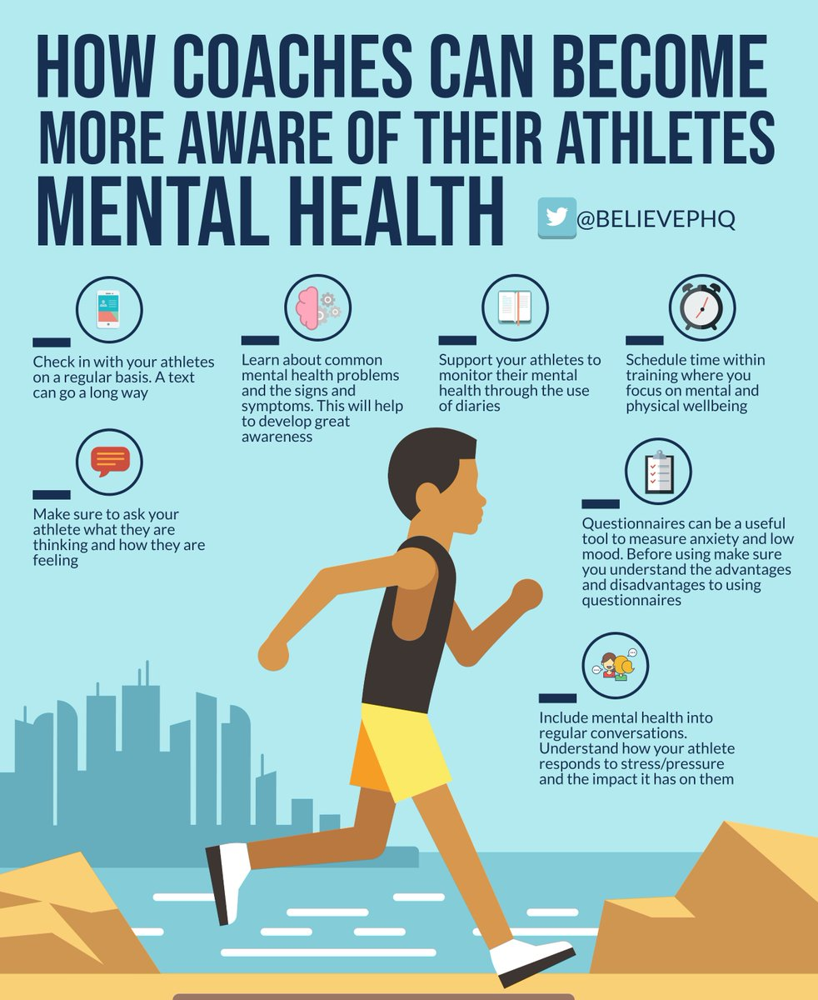 HOW COACHES CAN BECOME
MORE AWARE OF THEIR ATHLETES
MENTAL HEALTH
@BELIEVEPHQ
Check in with your athletes
on a regular basis. A text
can go a long way
Learn about common
mental health problems
and the signs and
symptoms. This will help
to develop great
awareness
Support your athletes to
monitor their mental
health through the use
of diaries
Schedule time within
training where you
focus on mental and
physical wellbeing
Make sure to ask your
athlete what they are
thinking and how they are
feeling
Questionnaires can be a useful
tool to measure anxiety and low
mood. Before using make sure
you understand the advantages
and disadvantages to using
questionnaires
Include mental health into
regular conversations.
Understand how your athlete
responds to stress/pressure
and the impact it has on them